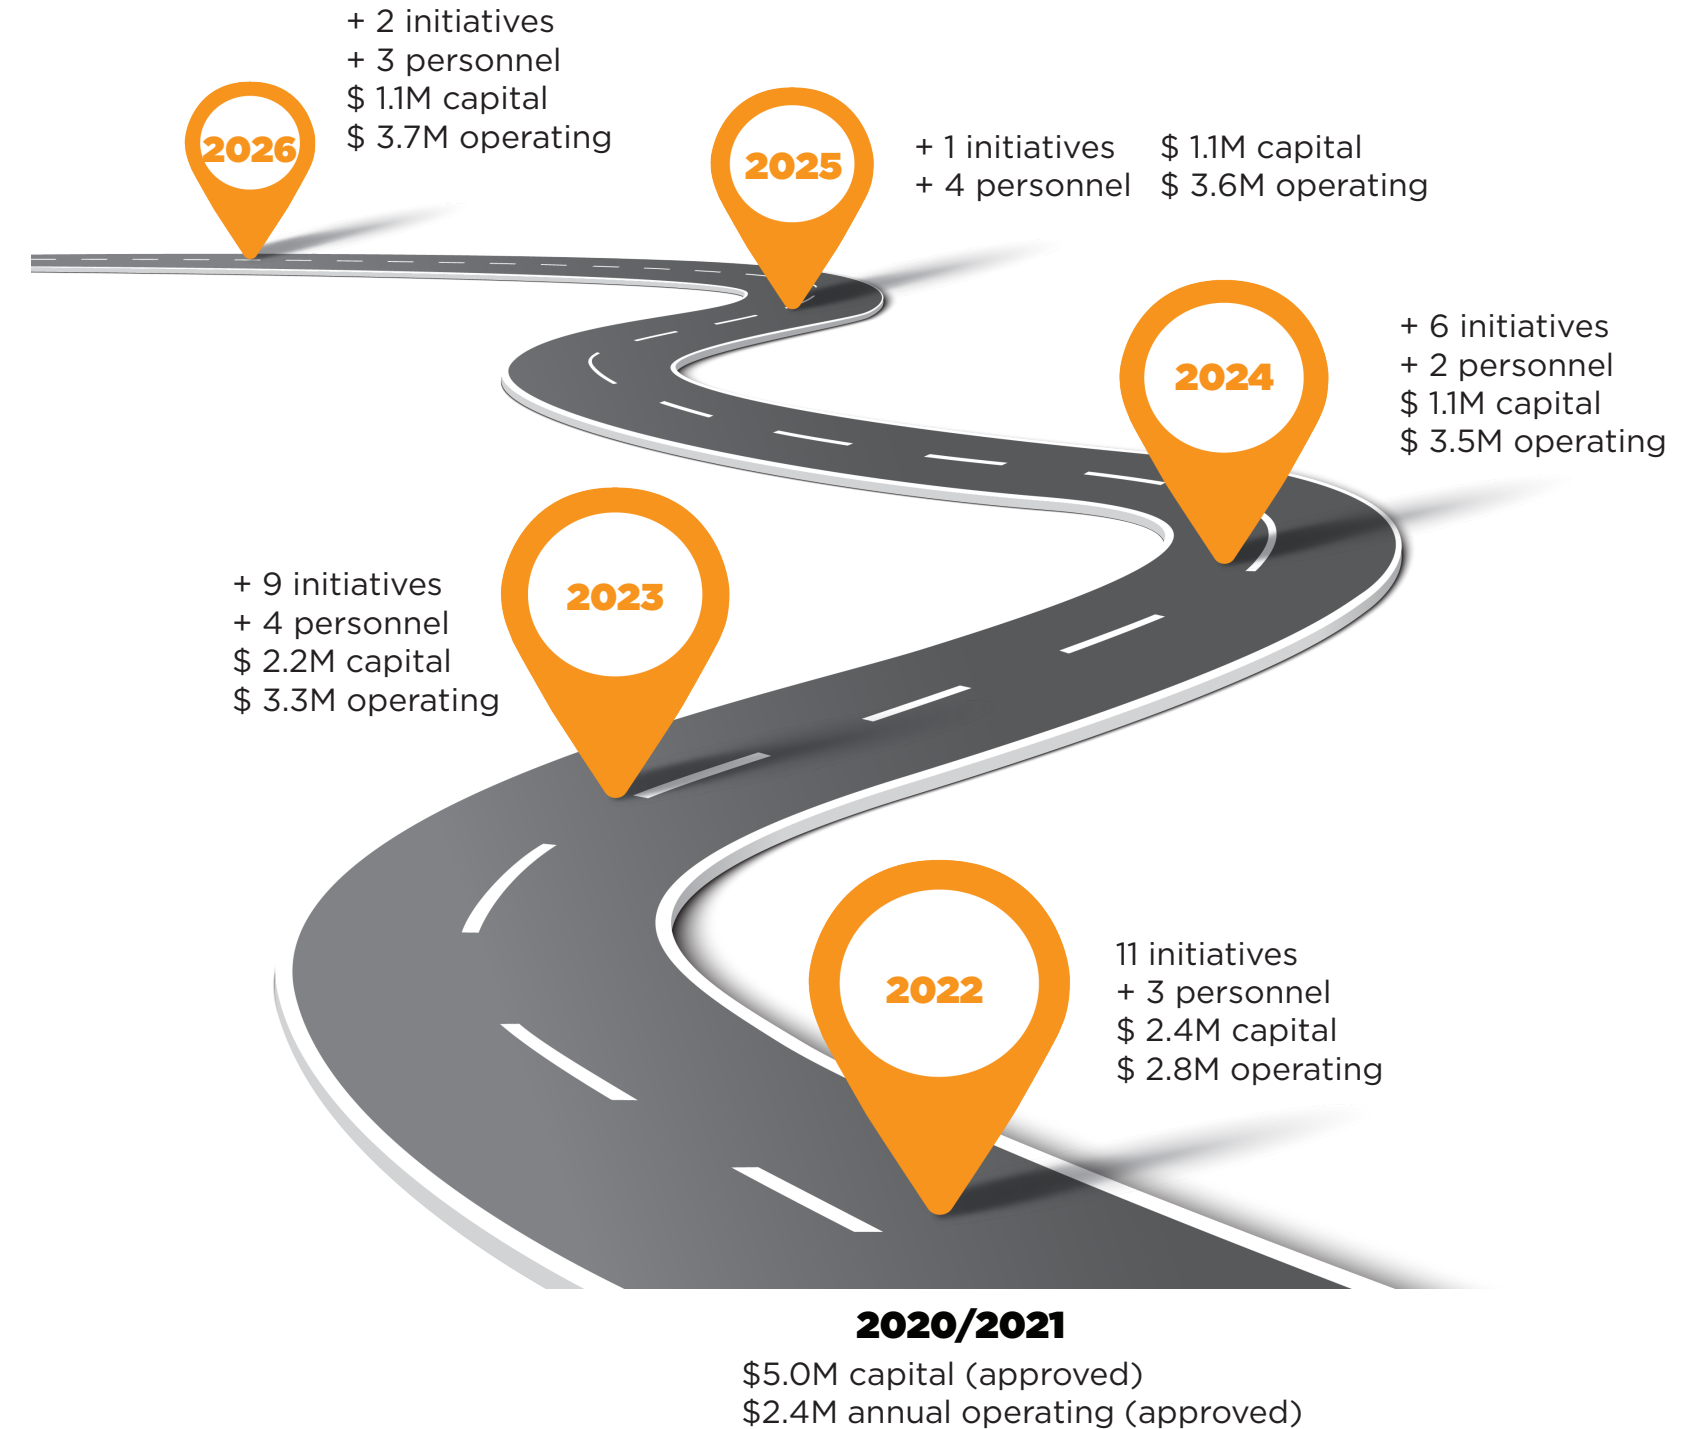 + 2 initiatives
+ 3 personnel
$ 1.1M capital
$ 3.7M operating
2026
2025
+ 1 initiatives $ 1.1M capital
+ 4 personnel $ 3.6M operating
2024
+ 6 initiatives
+ 2 personnel
$ 1.1M capital
$ 3.5M operating
+ 9 initiatives
+ 4 personnel
$ 2.2M capital
$ 3.3M operating
2023
2022
11 initiatives
+ 3 personnel
$ 2.4M capital
$ 2.8M operating
2020/2021
$5.0M capital (approved)
$2.4M annual operating (approved)